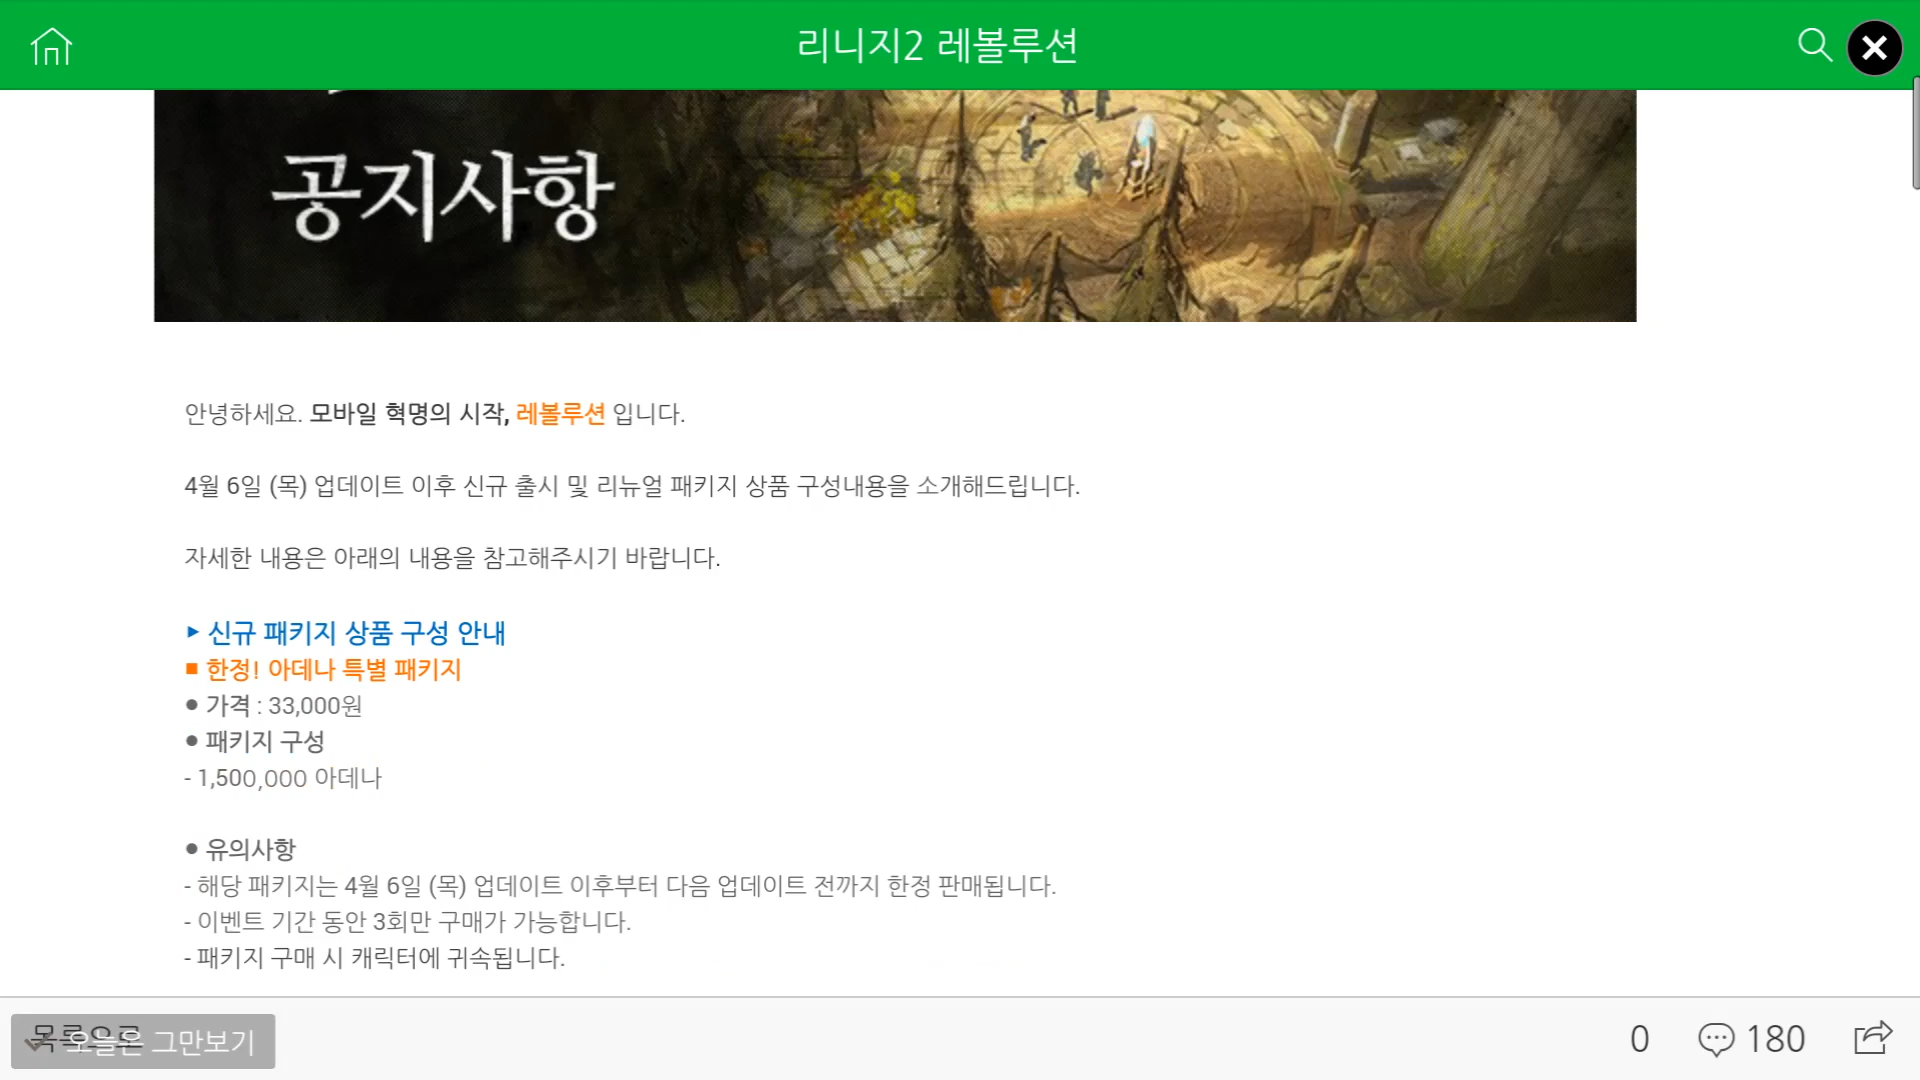 리니지2 레볼루션
공지사항
안녕하세요. 모바일 혁명의 시작, 레볼루션 입니다.
4월 6일 (목) 업데이트 이후 신규 출시 및 리뉴얼 패키지 상품 구성내용을 소개해드립니다.
자세한 내용은 아래의 내용을 참고해주시기 바랍니다.
▶ 신규 패키지 상품 구성 안내
■ 한정! 아데나 특별 패키지
● 가격 : 33,000원
● 패키지 구성
- 1,500,000 아데나
● 유의사항
- 해당 패키지는 4월 6일 (목) 업데이트 이후부터 다음 업데이트 전까지 한정 판매됩니다.
- 이벤트 기간 동안 3회만 구매가 가능합니다.
- 패키지 구매 시 캐릭터에 귀속됩니다.
목록으로
오늘은 그만보기
0
180